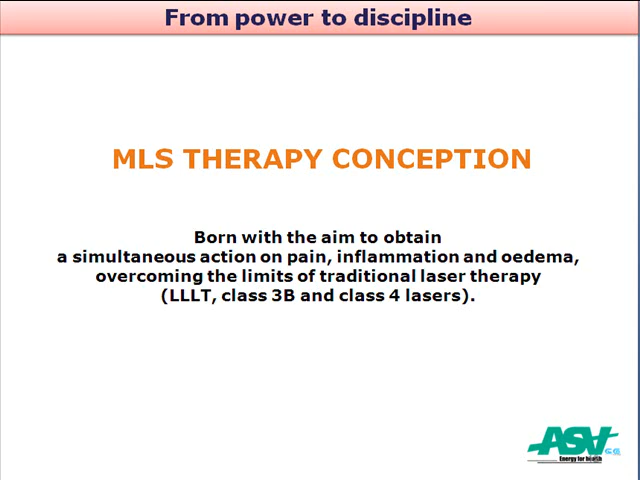 From power to discipline
MLS THERAPY CONCEPTION
Born with the aim to obtain
a simultaneous action on pain, inflammation and oedema,
overcoming the limits of traditional laser therapy
(LLLT, class 3B and class 4 lasers).
ASA
Energy for health